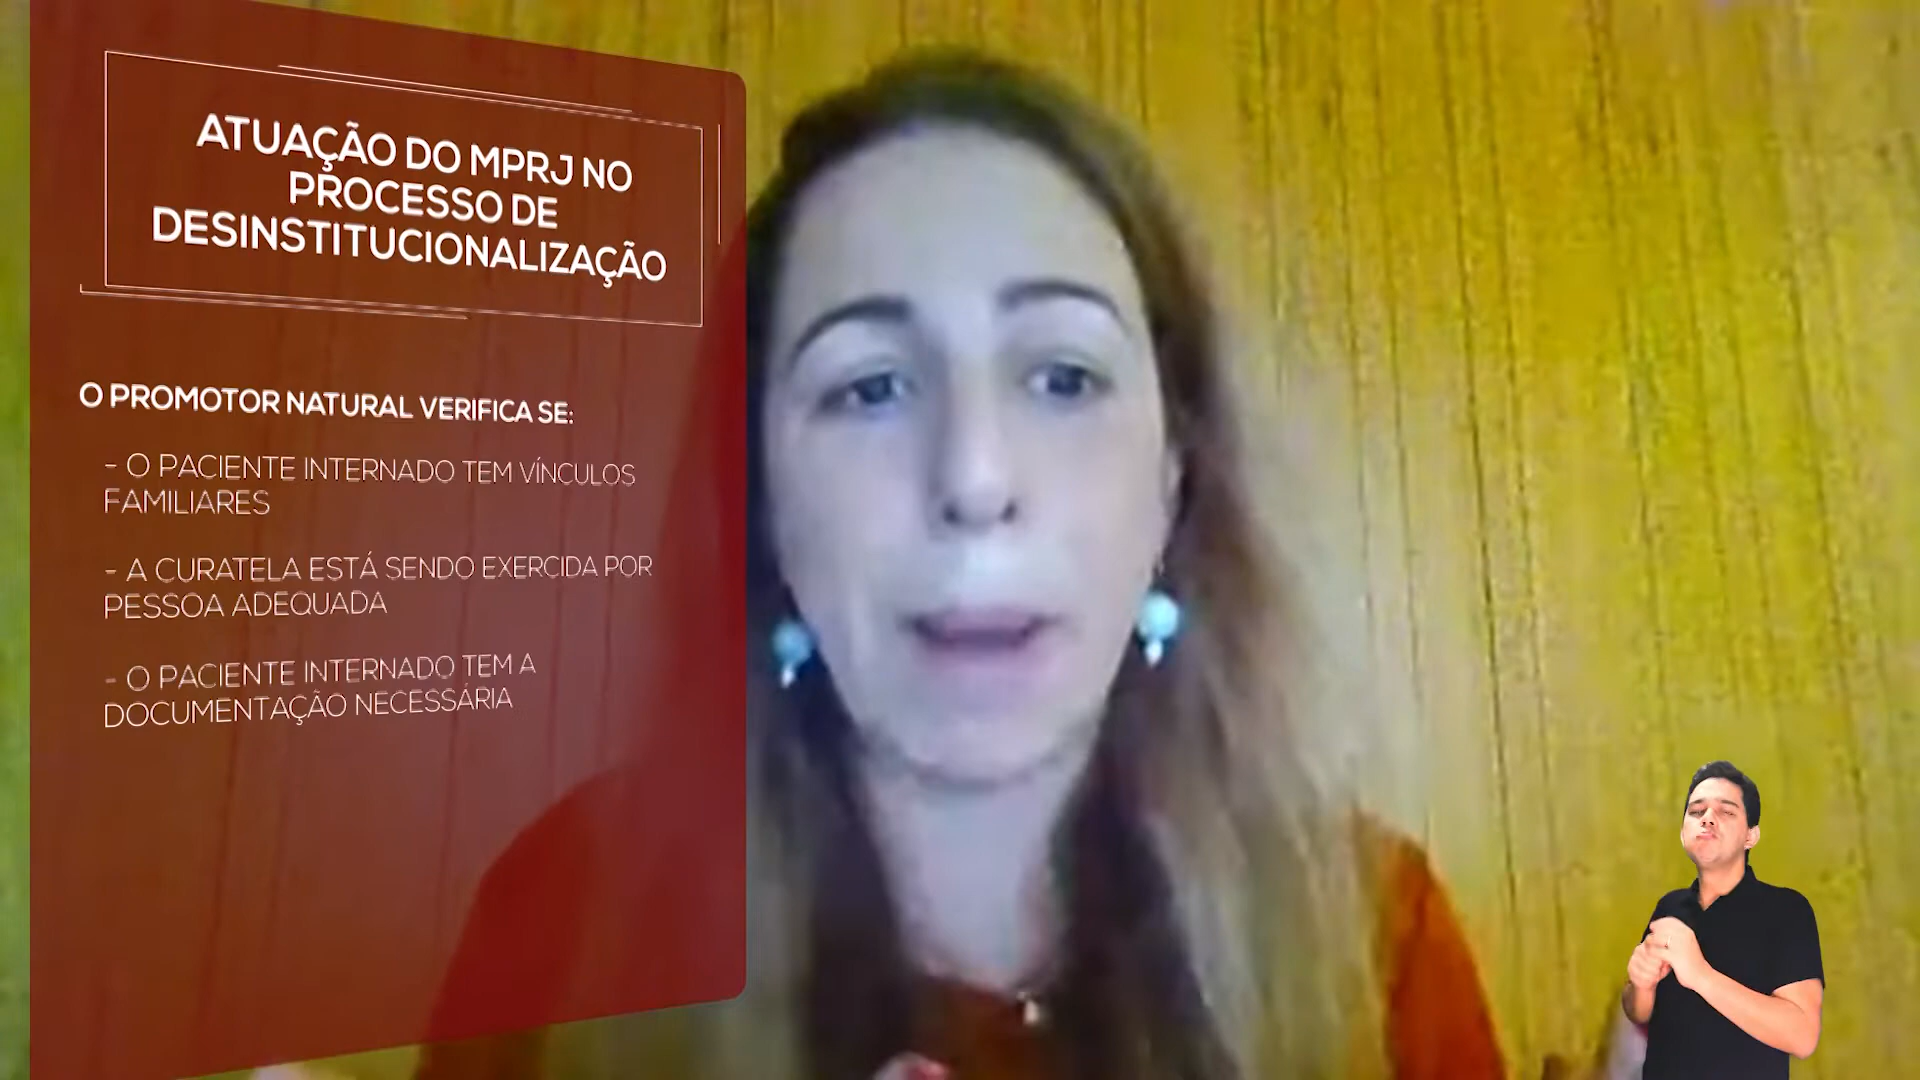 ATUAÇÃO DO MPRJ NO
PROCESSO DE
DESINSTITUCIONALIZAÇÃO
O PROMOTOR NATURAL VERIFICA SE:
- O PACIENTE INTERNADO TEM VÍNCULOS
FAMILIARES
- A CURATELA ESTÁ SENDO EXERCIDA POR
PESSOA ADEQUADA
- O PACIENTE INTERNADO TEM A
DOCUMENTAÇÃO NECESSÁRIA